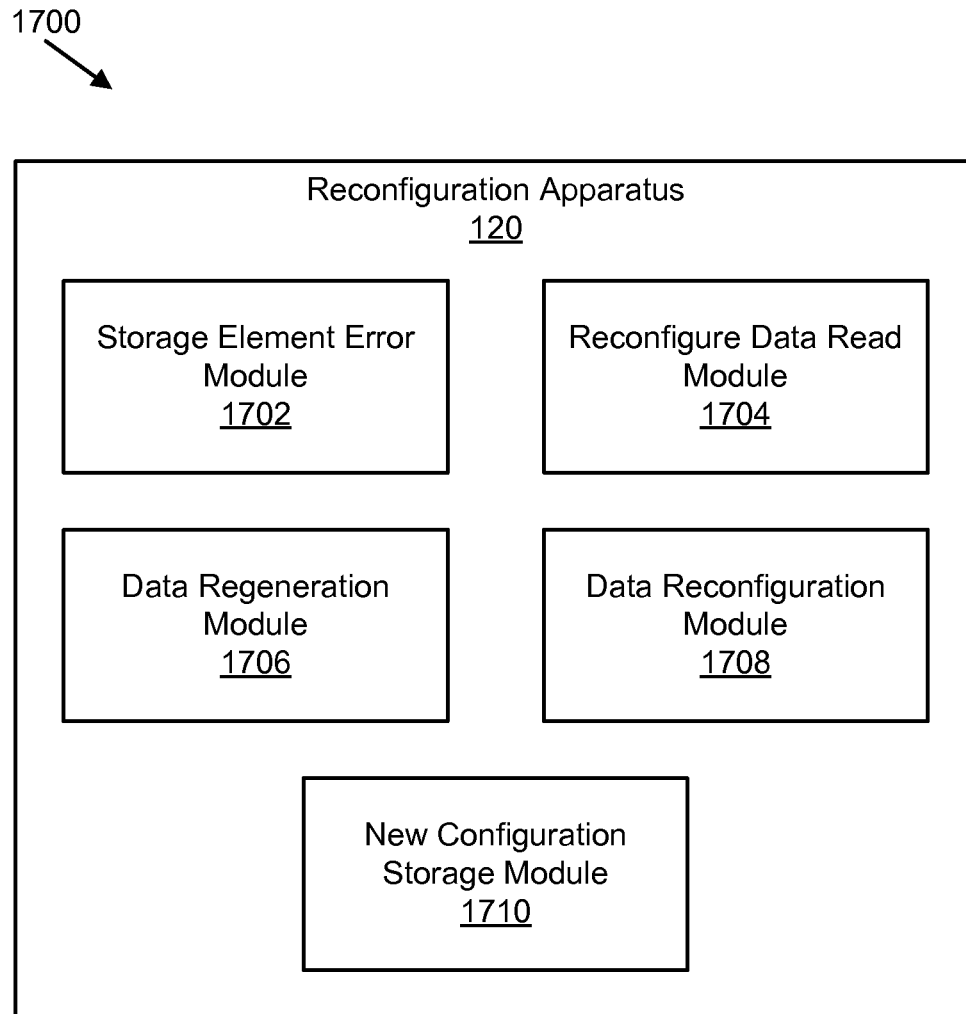 1700
Reconfiguration Apparatus
120
Storage Element Error
Module
1702
Reconfigure Data Read
Module
1704
Data Regeneration
Module
1706
Data Reconfiguration
Module
1708
New Configuration
Storage Module
1710